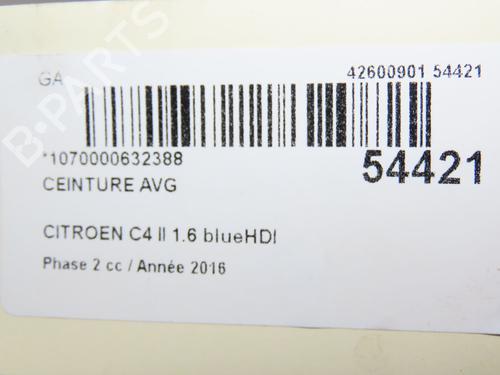 GA
42600901 54421
*1070000632388
54421
CEINTURE AVG
CITROEN C4 II 1.6 blueHDI
Phase 2 cc / Année 2016
B-PARTS